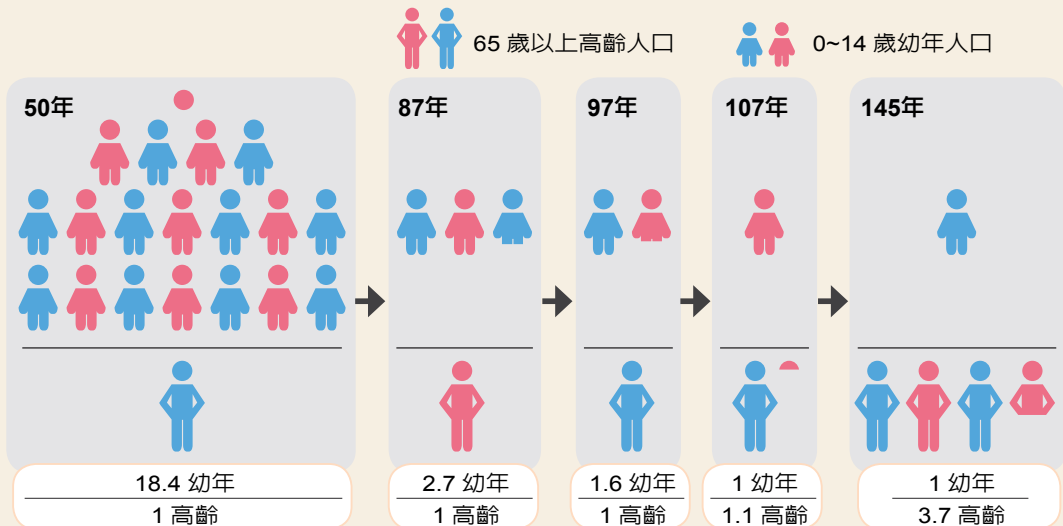 65 歲以上高齡人口
0~14 歲幼年人口
50年
87年
97年
107年
145年
18.4 幼年
1 高齡
2.7 幼年
1 高齡
1.6 幼年
1 高齡
1 幼年
1.1 高齡
1 幼年
3.7 高齡